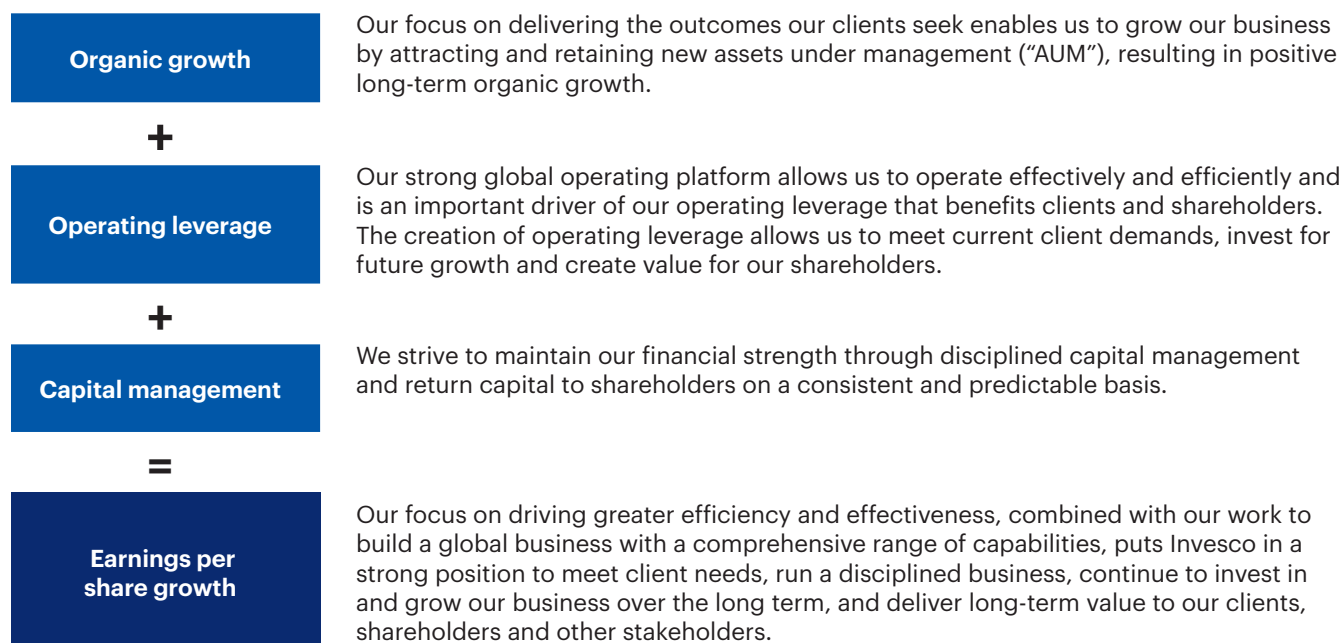 Organic growth
Our focus on delivering the outcomes our clients seek enables us to grow our business
by attracting and retaining new assets under management (“AUM”), resulting in positive
long-term organic growth.
+
Operating leverage
Our strong global operating platform allows us to operate effectively and efficiently and
is an important driver of our operating leverage that benefits clients and shareholders.
The creation of operating leverage allows us to meet current client demands, invest for
future growth and create value for our shareholders.
+
Capital management
We strive to maintain our financial strength through disciplined capital management
and return capital to shareholders on a consistent and predictable basis.
=
Earnings per
share growth
Our focus on driving greater efficiency and effectiveness, combined with our work to
build a global business with a comprehensive range of capabilities, puts Invesco in a
strong position to meet client needs, run a disciplined business, continue to invest in
and grow our business over the long term, and deliver long-term value to our clients,
shareholders and other stakeholders.